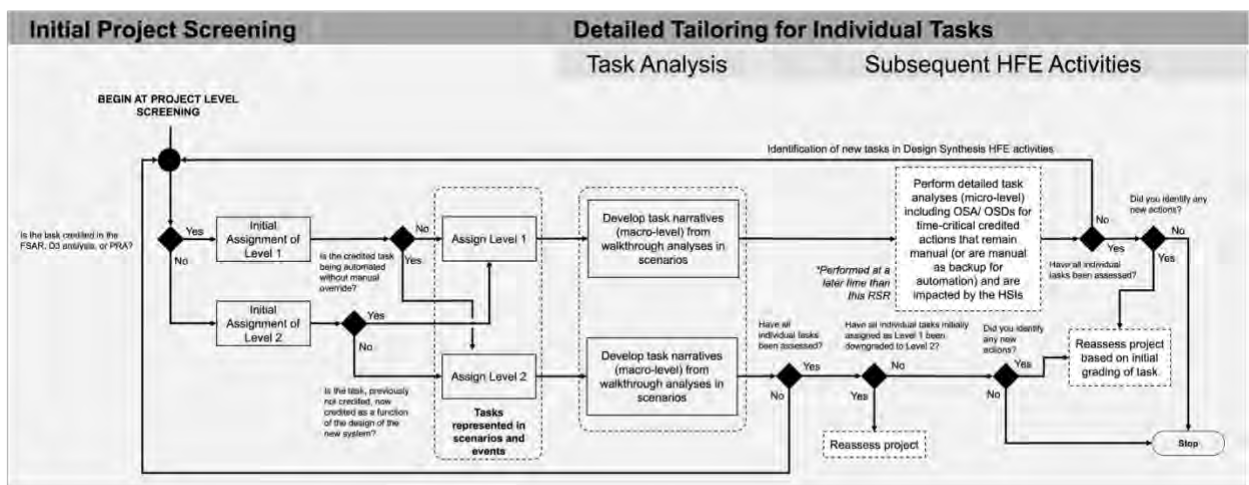 Initial Project Screening
Detailed Tailoring for Individual Tasks
Task Analysis
Subsequent HFE Activities
BEGIN AT PROJECT LEVEL
SCREENING
Identification of new tasks in Design Synthesis HFE activities
Is the task credited in the
FSAR, D3 analysis, or PRA?
Yes
No
Initial
Assignment of
Level 1
Initial
Assignment of
Level 2
Is the credited task
being automated
without manual
override?
No
Yes
Yes
No
Is the task, previously
not credited, now
credited as a function
of the design of the
new system?
Assign Level 1
Assign Level 2
Tasks
represented in
scenarios and
events
Develop task narratives
(macro-level) from
walkthrough analyses in
scenarios
Develop task narratives
(macro-level) from
walkthrough analyses in
scenarios
*Performed at a
later time than
this RSR
Perform detailed task
analyses (micro-level)
including OSA/ OSDs for
time-critical credited
actions that remain
manual (or are manual
as backup for
automation) and are
impacted by the HSIs
No
Yes
Have all individual
tasks been assessed?
Did you identify any
new actions?
No
Yes
Have all
individual tasks
been assessed?
Yes
No
Have all individual tasks initially
assigned as Level 1 been
downgraded to Level 2?
No
Yes
Did you identify
any new
actions?
Yes
No
Reassess project
Reassess project
based on initial
grading of task
Stop